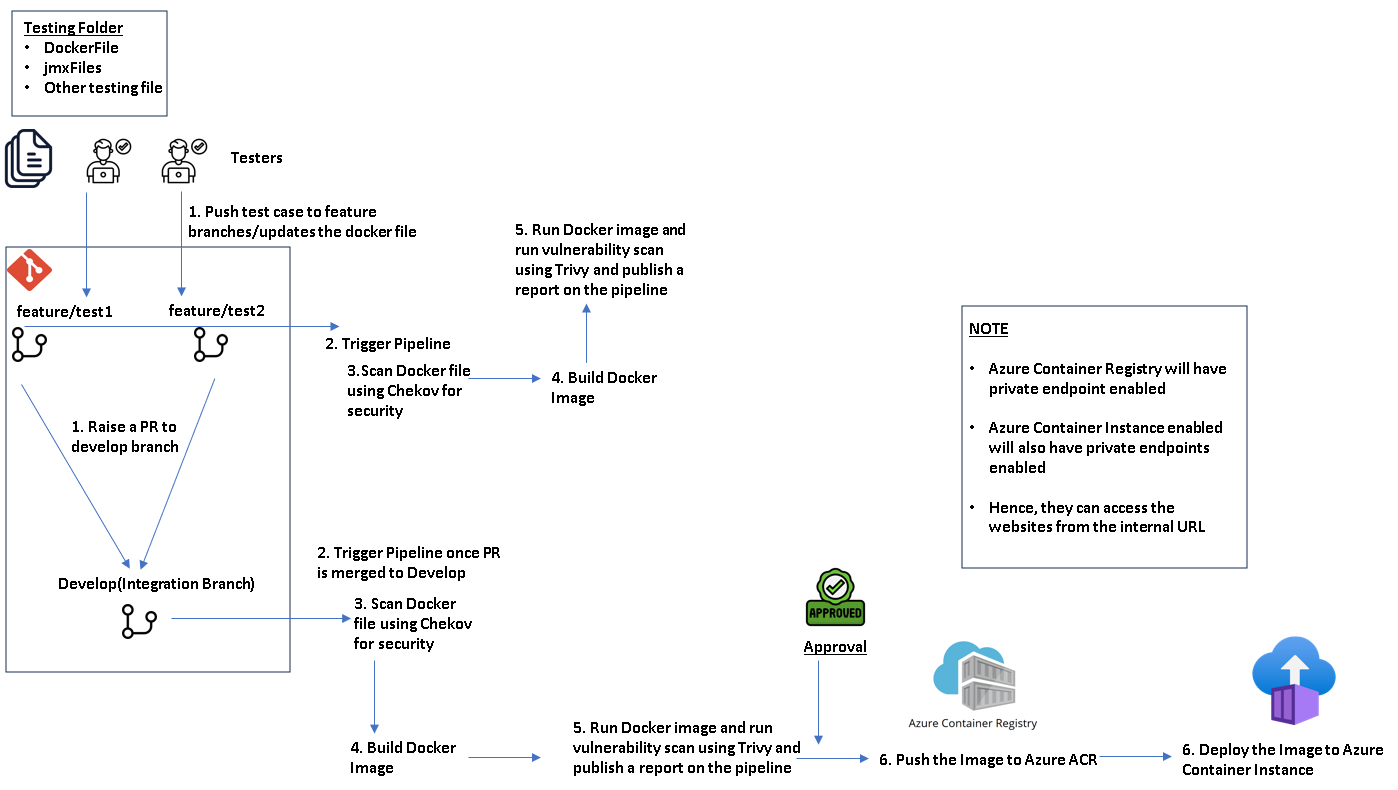 Testing Folder
• DockerFile
• jmxFiles
• Other testing file
Testers
1. Push test case to feature
branches/updates the docker file
feature/test1
feature/test2
2. Trigger Pipeline
3.Scan Docker file
using Chekov for
security
4. Build Docker
Image
5. Run Docker image and
run vulnerability scan
using Trivy and publish a
report on the pipeline
1. Raise a PR to
develop branch
Develop(Integration Branch)
2. Trigger Pipeline once PR
is merged to Develop
3. Scan Docker
file using Chekov
for security
4. Build Docker
Image
5. Run Docker image and run
vulnerability scan using Trivy and
publish a report on the pipeline
APPROVED
Approval
Azure Container Registry
6. Push the Image to Azure ACR
6. Deploy the Image to Azure
Container Instance
NOTE
• Azure Container Registry will have
private endpoint enabled
• Azure Container Instance enabled
will also have private endpoints
enabled
• Hence, they can access the
websites from the internal URL